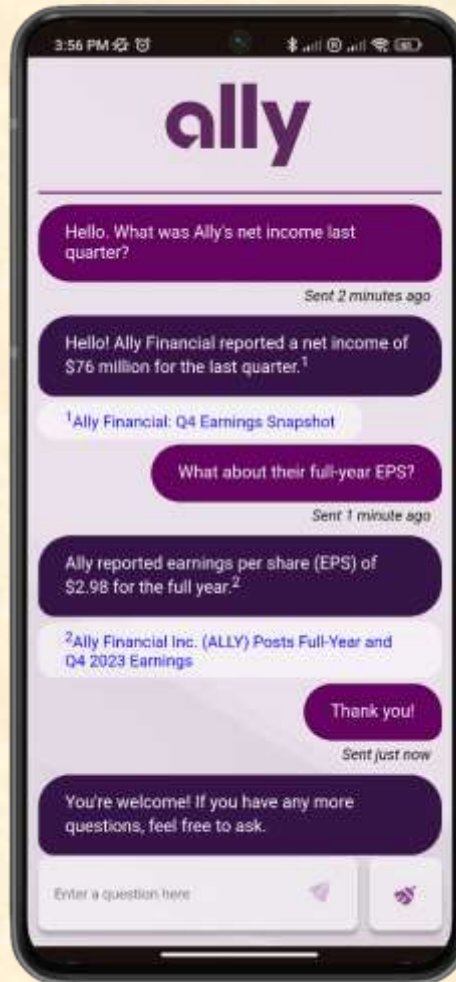 3:56 PM
ally
Hello. What was Ally's net income last
quarter?
Sent 2 minutes ago
Hello! Ally Financial reported a net income of
$76 million for the last quarter.¹
¹Ally Financial: Q4 Earnings Snapshot
What about their full-year EPS?
Sent 1 minute ago
Ally reported earnings per share (EPS) of
$2.98 for the full year.²
²Ally Financial Inc. (ALLY) Posts Full-Year and
Q4 2023 Earnings
Thank you!
Sent just now
You're welcome! If you have any more
questions, feel free to ask.
Enter a question here